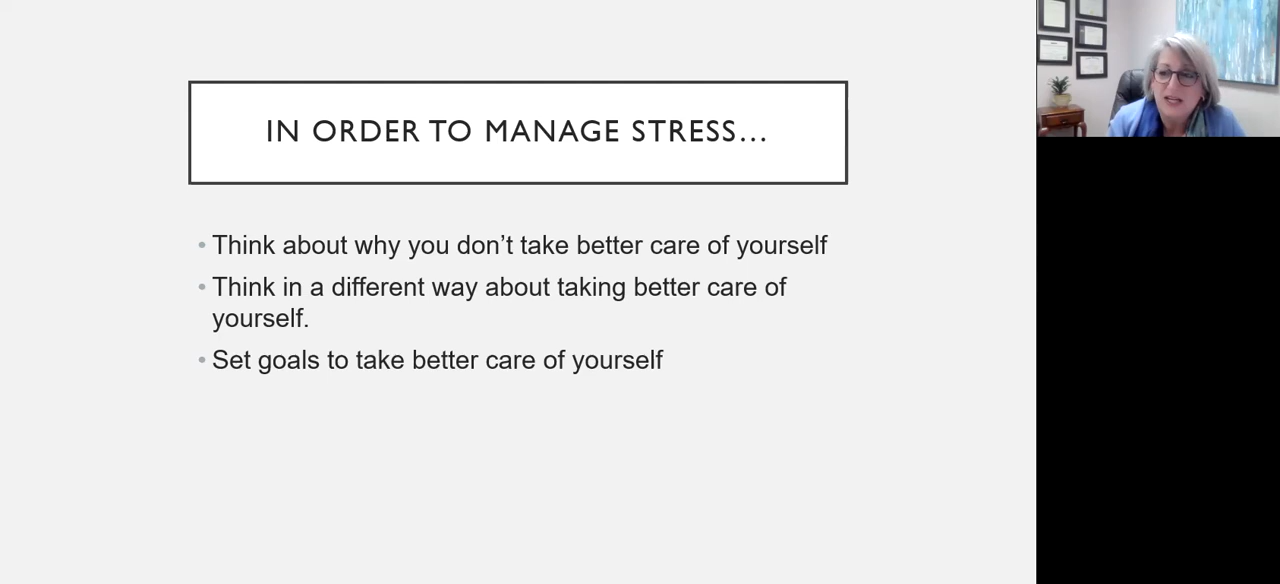 IN ORDER TO MANAGE STRESS…
• Think about why you don’t take better care of yourself
• Think in a different way about taking better care of
yourself.
• Set goals to take better care of yourself